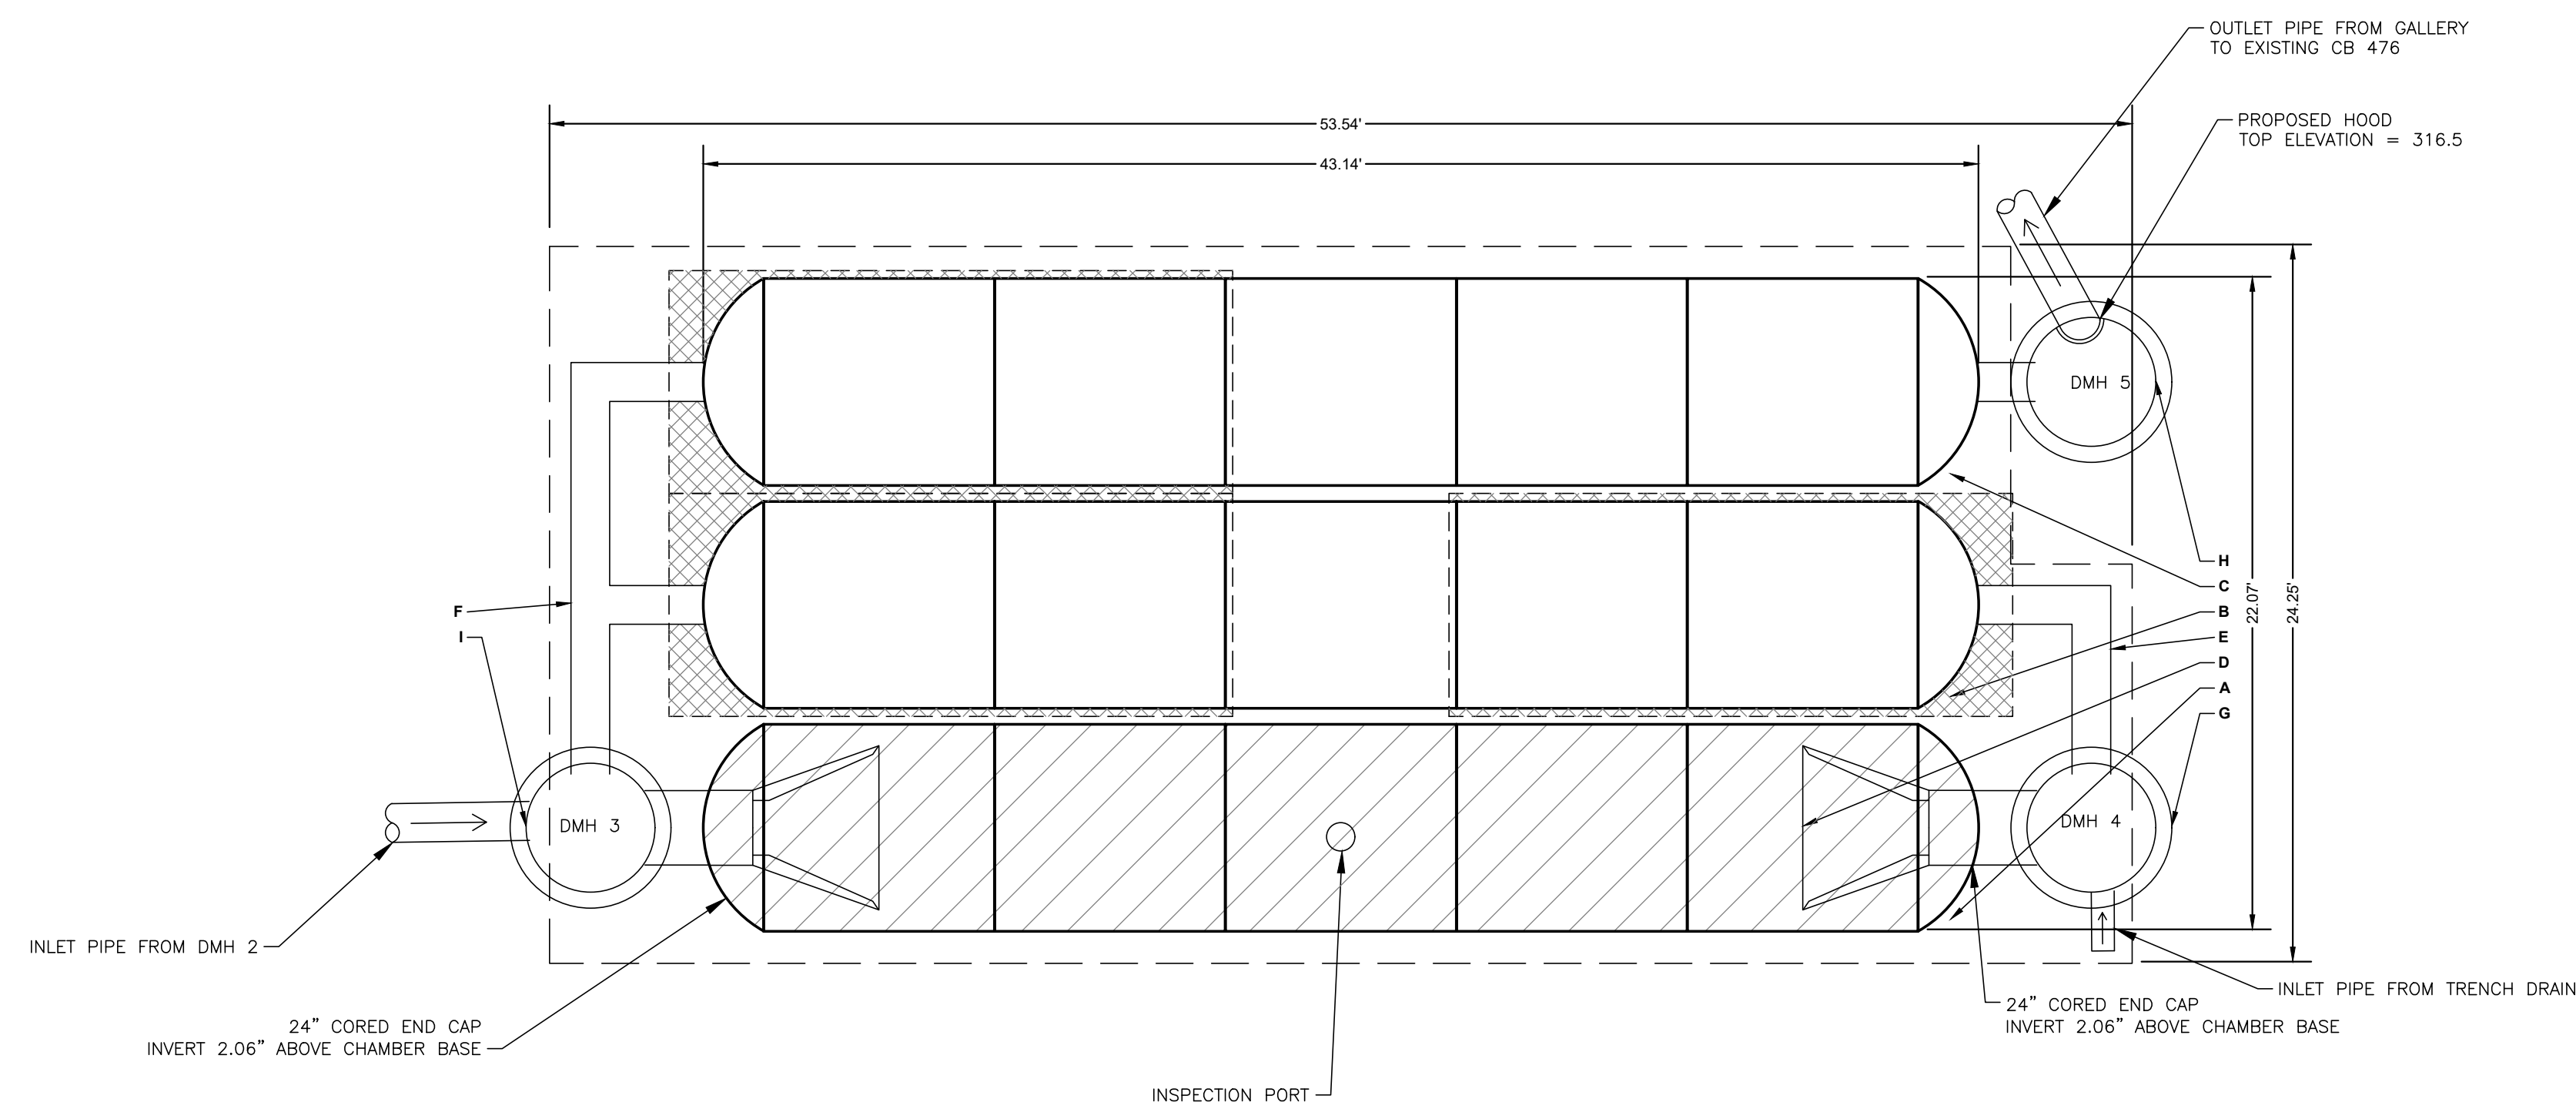 OUTLET PIPE FROM GALLERY
TO EXISTING CB 476
53.54'
PROPOSED HOOD
TOP ELEVATION = 316.5
43.14'
DMH 5
H
C
B
E
D
A
G
22.07'
24.25'
F
I
DMH 3
DMH 4
INLET PIPE FROM DMH 2
INLET PIPE FROM TRENCH DRAIN
24" CORED END CAP
INVERT 2.06" ABOVE CHAMBER BASE
24" CORED END CAP
INVERT 2.06" ABOVE CHAMBER BASE
INSPECTION PORT